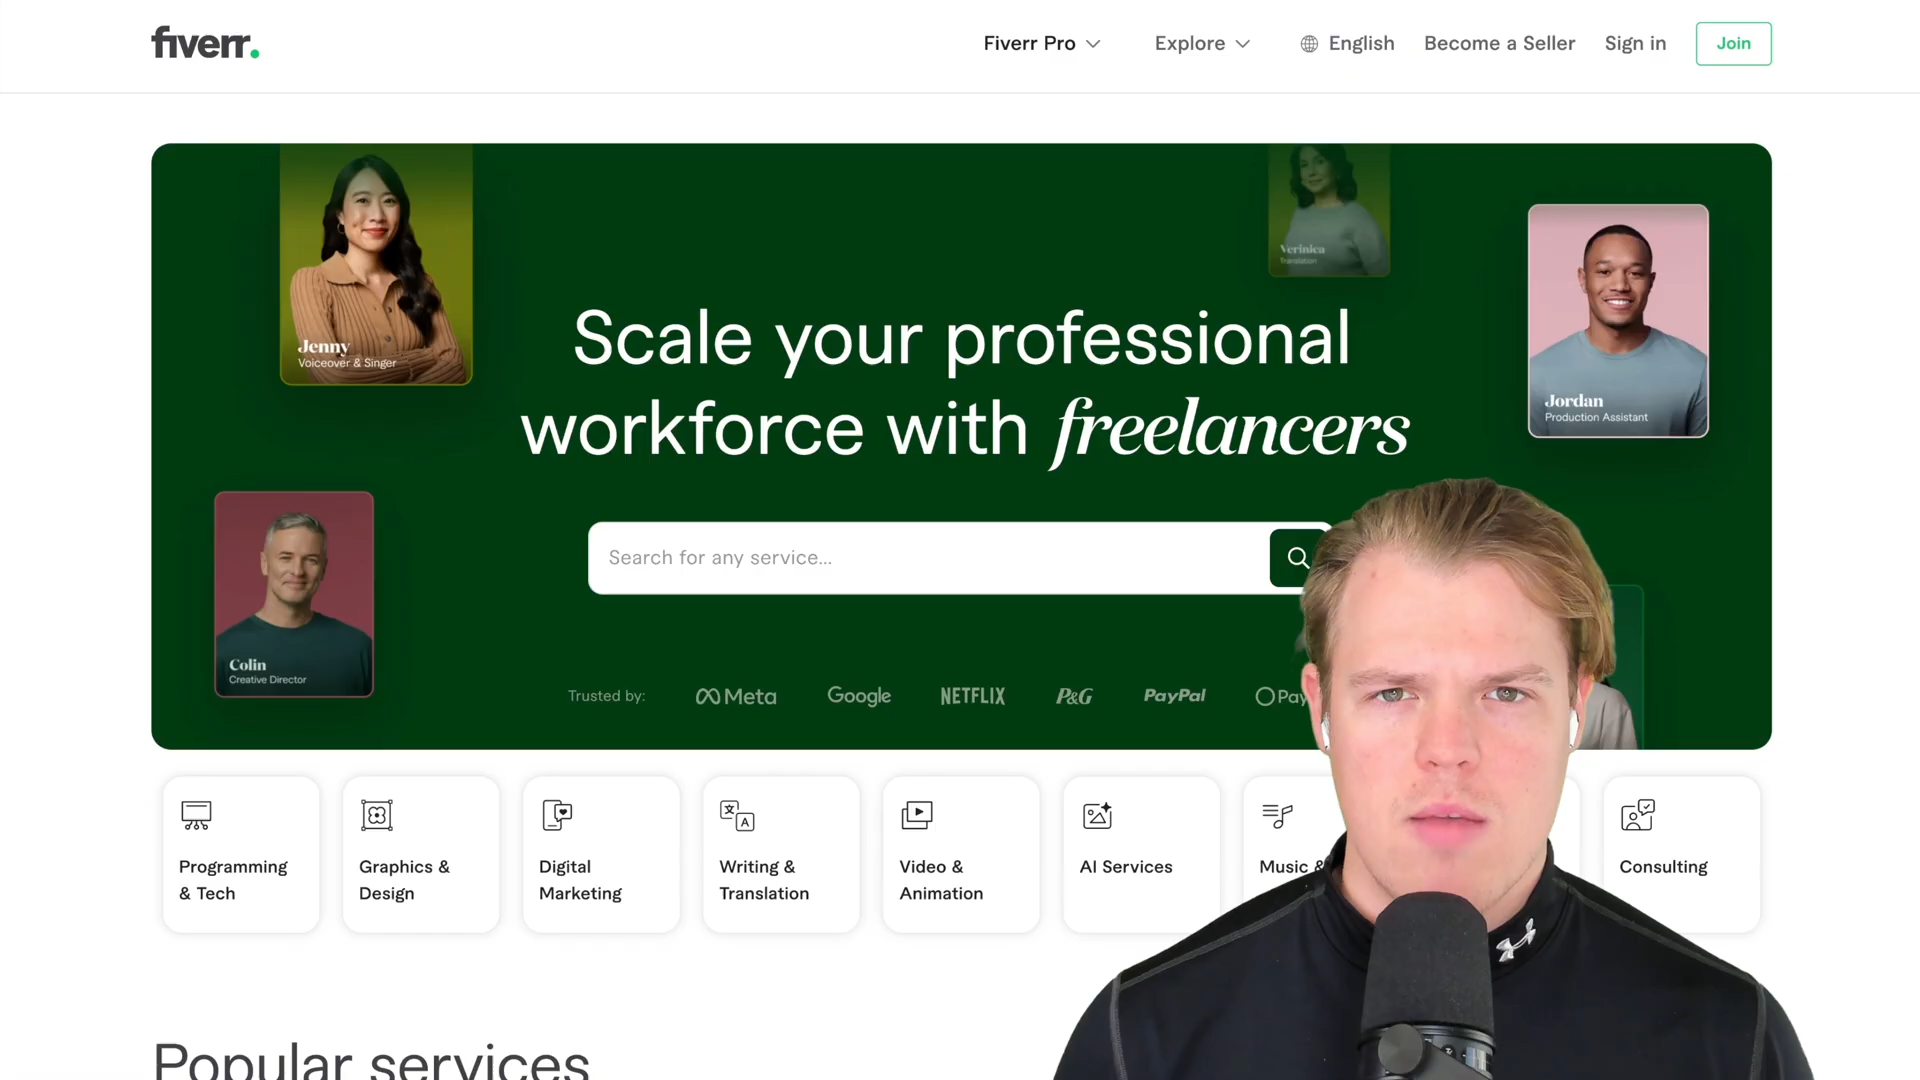 fiverr.
Fiverr Pro
Explore
English
Become a Seller
Sign in
Join
Verinica
Translation
Jenny
Voiceover & Singer
Jordan
Production Assistant
Scale your professional
workforce with freelancers
Search for any service...
Colin
Creative Director
Trusted by:
Meta
Google
NETFLIX
P&G
PayPal
Pay
Programming
& Tech
Graphics &
Design
Digital
Marketing
Writing &
Translation
文 A
Video &
Animation
AI Services
Music &
Consulting
Popular services